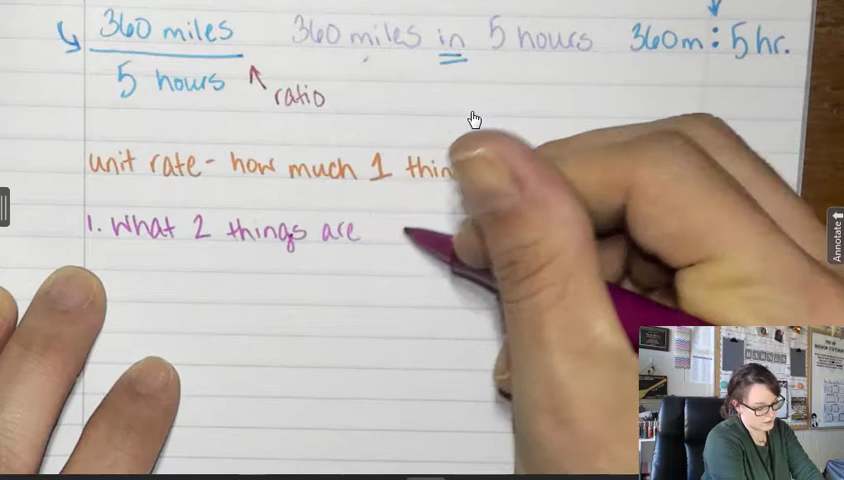 360 miles 360 miles in 5 hours 360m : 5 hr.
5 hours ratio
unit rate - how much 1 thin
1. What 2 things are
Annotate